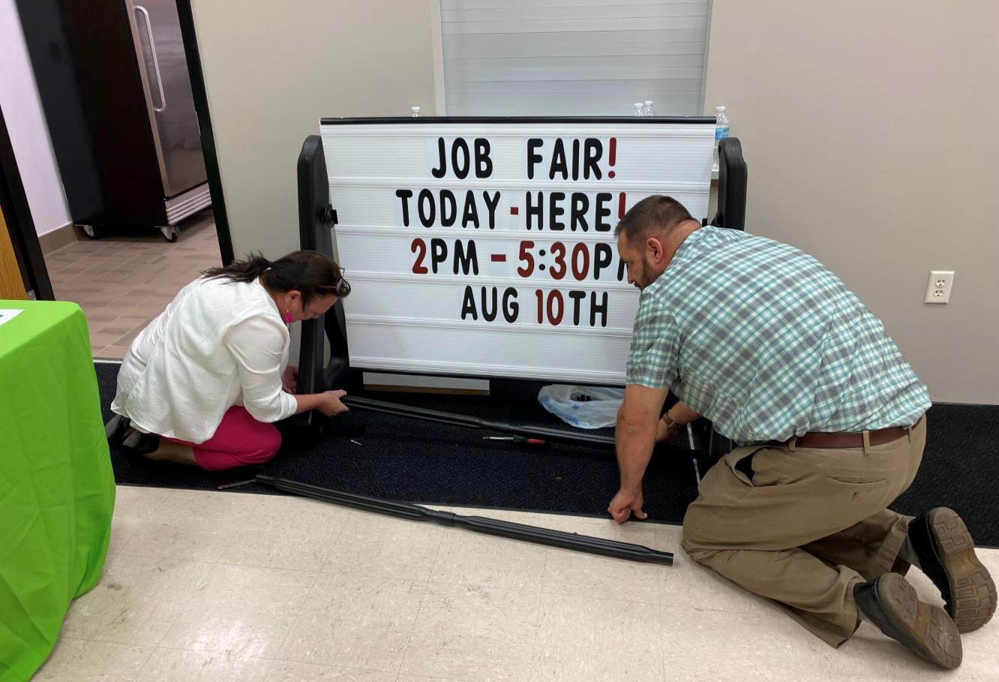 JOB FAIR!
TODAY-HERE!
2PM-5:30P
AUG 10TH